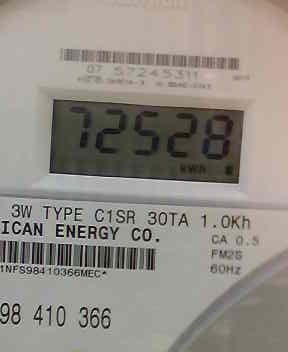 07 57245311
72528
kWh
3W TYPE C1SR 30TA 1.0Kh
ICAN ENERGY CO.
CA 0.5
FM2S
1NFS98410366MEC*
60Hz
98 410 366